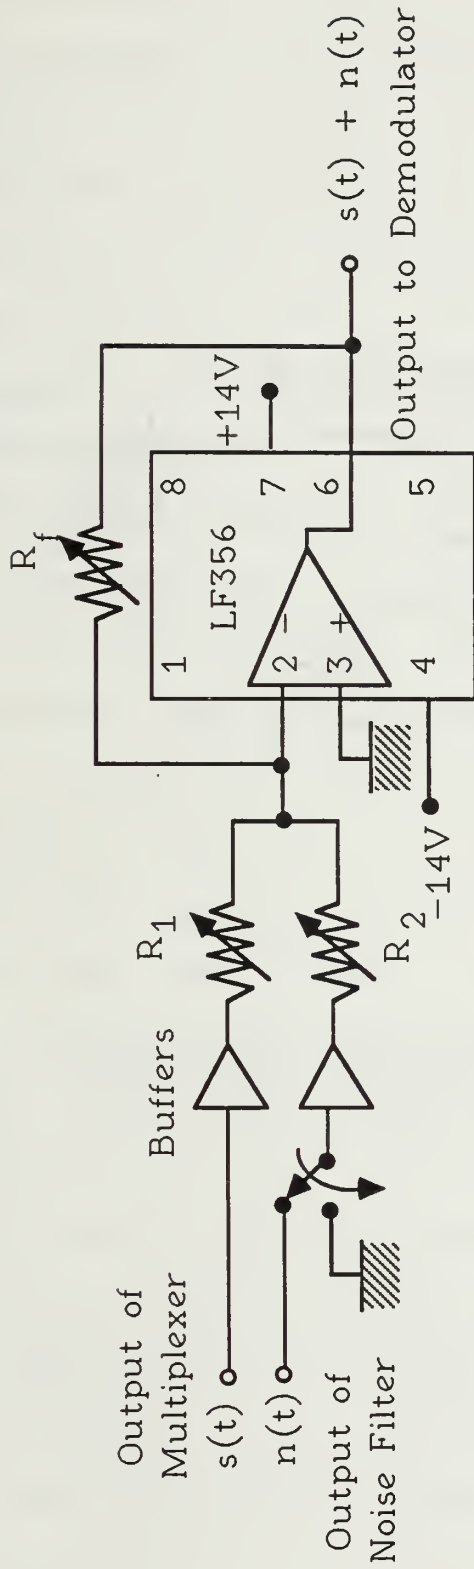 Output of
Multiplexer
s(t)
n(t)
Output of
Noise Filter
Buffers
R1
R2
Rf
-14V
+14V
LF356
1
2
3
4
8
7
6
5
-
+
s(t) + n(t)
Output to Demodulator